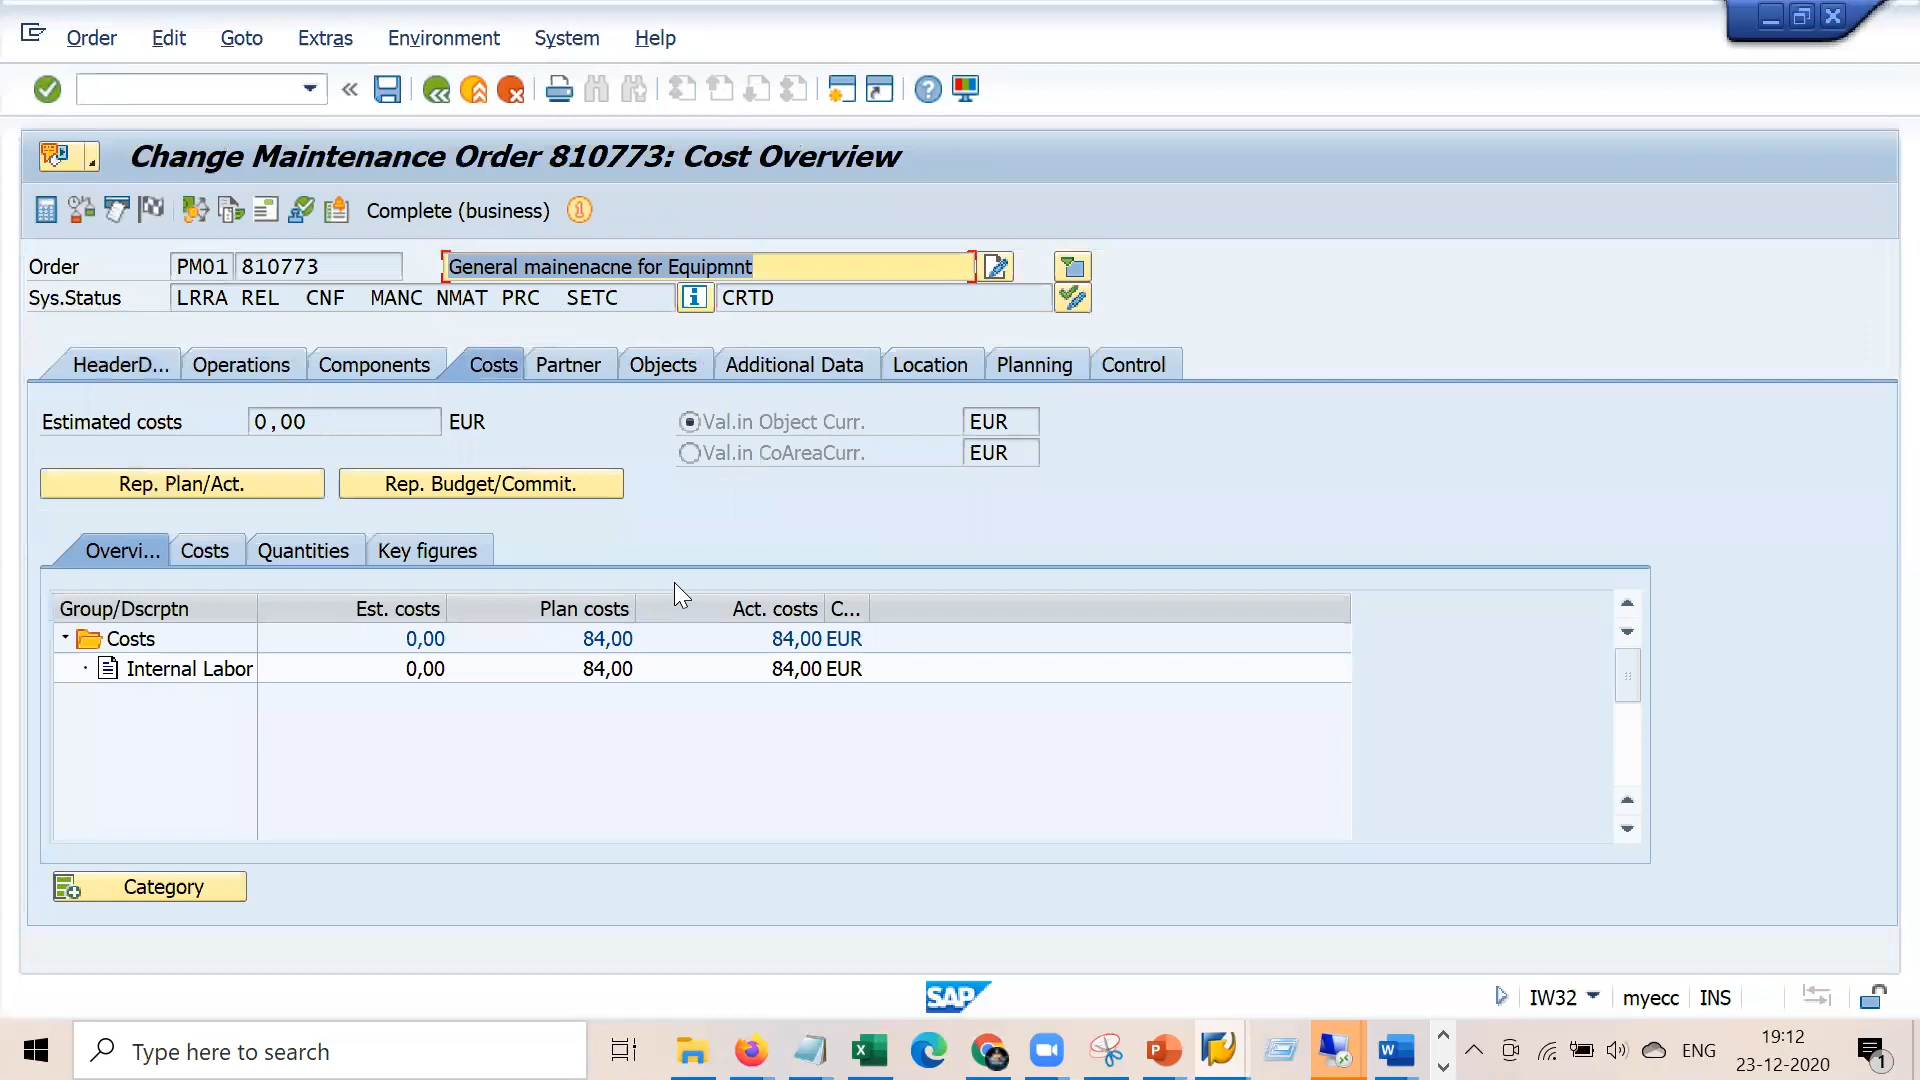 Order Edit Goto Extras Environment System Help
Change Maintenance Order 810773: Cost Overview
Complete (business)
Order PM01 810773 General mainenacne for Equipmnt
Sys.Status LRRA REL CNF MANC NMAT PRC SETC CRTD
HeaderD... Operations Components Costs Partner Objects Additional Data Location Planning Control
Estimated costs 0,00 EUR Val.in Object Curr. EUR
Val.in CoAreaCurr. EUR
Rep. Plan/Act. Rep. Budget/Commit.
Overvi... Costs Quantities Key figures
Group/Dscrptn Est. costs Plan costs Act. costs C...
Costs 0,00 84,00 84,00 EUR
Internal Labor 0,00 84,00 84,00 EUR
Category
SAP IW32 myecc INS
Type here to search ENG 19:12
23-12-2020 1